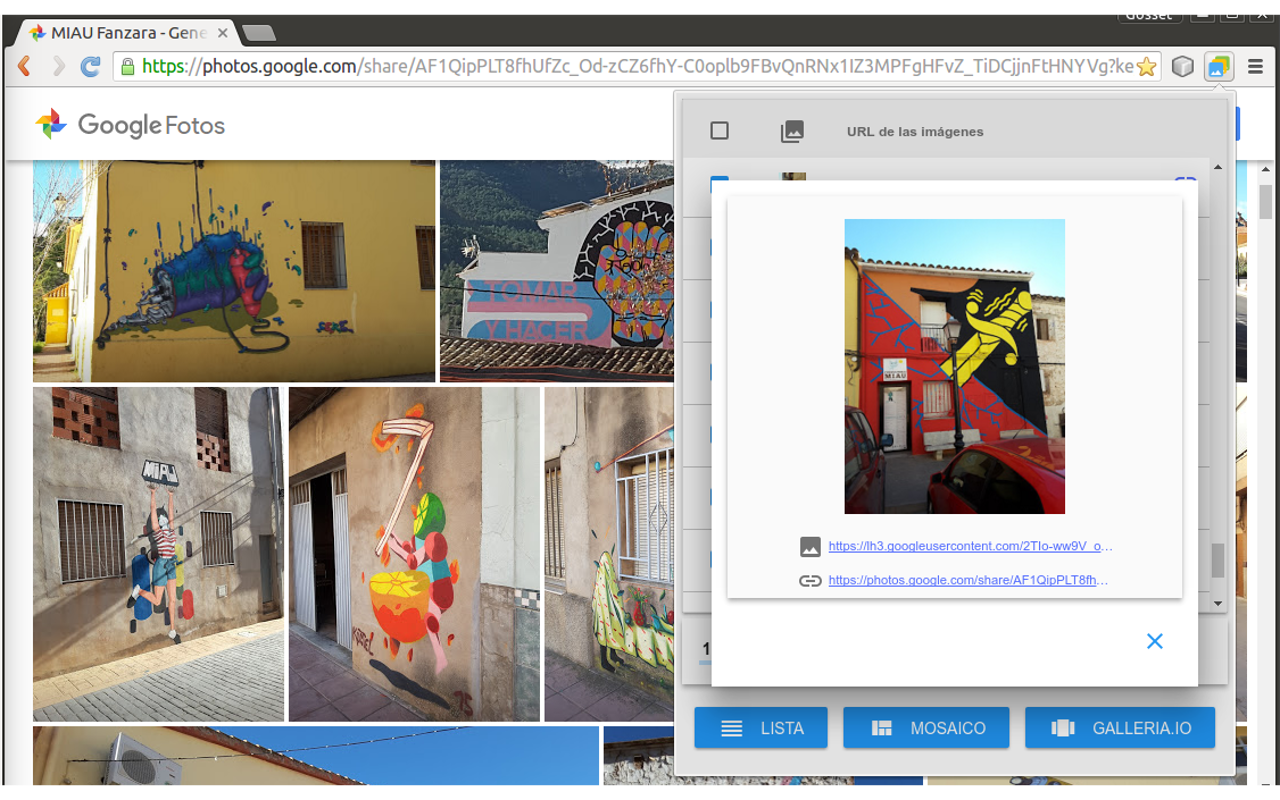 Gosset
MIAU Fanzara - Gene
https://photos.google.com/share/AF1QipPLT8fhUfZc_Od-zCZ6fhY-C0oplb9FBvQnRNx1IZ3MPFgHFvZ_TiDCjjnFtHNYVg?ke
Google Fotos
URL de las imágenes
TOMAR
Y HACER
MIAU
MIAU
https://lh3.googleusercontent.com/2TIo-ww9V_o...
https://photos.google.com/share/AF1QipPLT8fh...
1
LISTA
MOSAICO
GALLERIA.IO